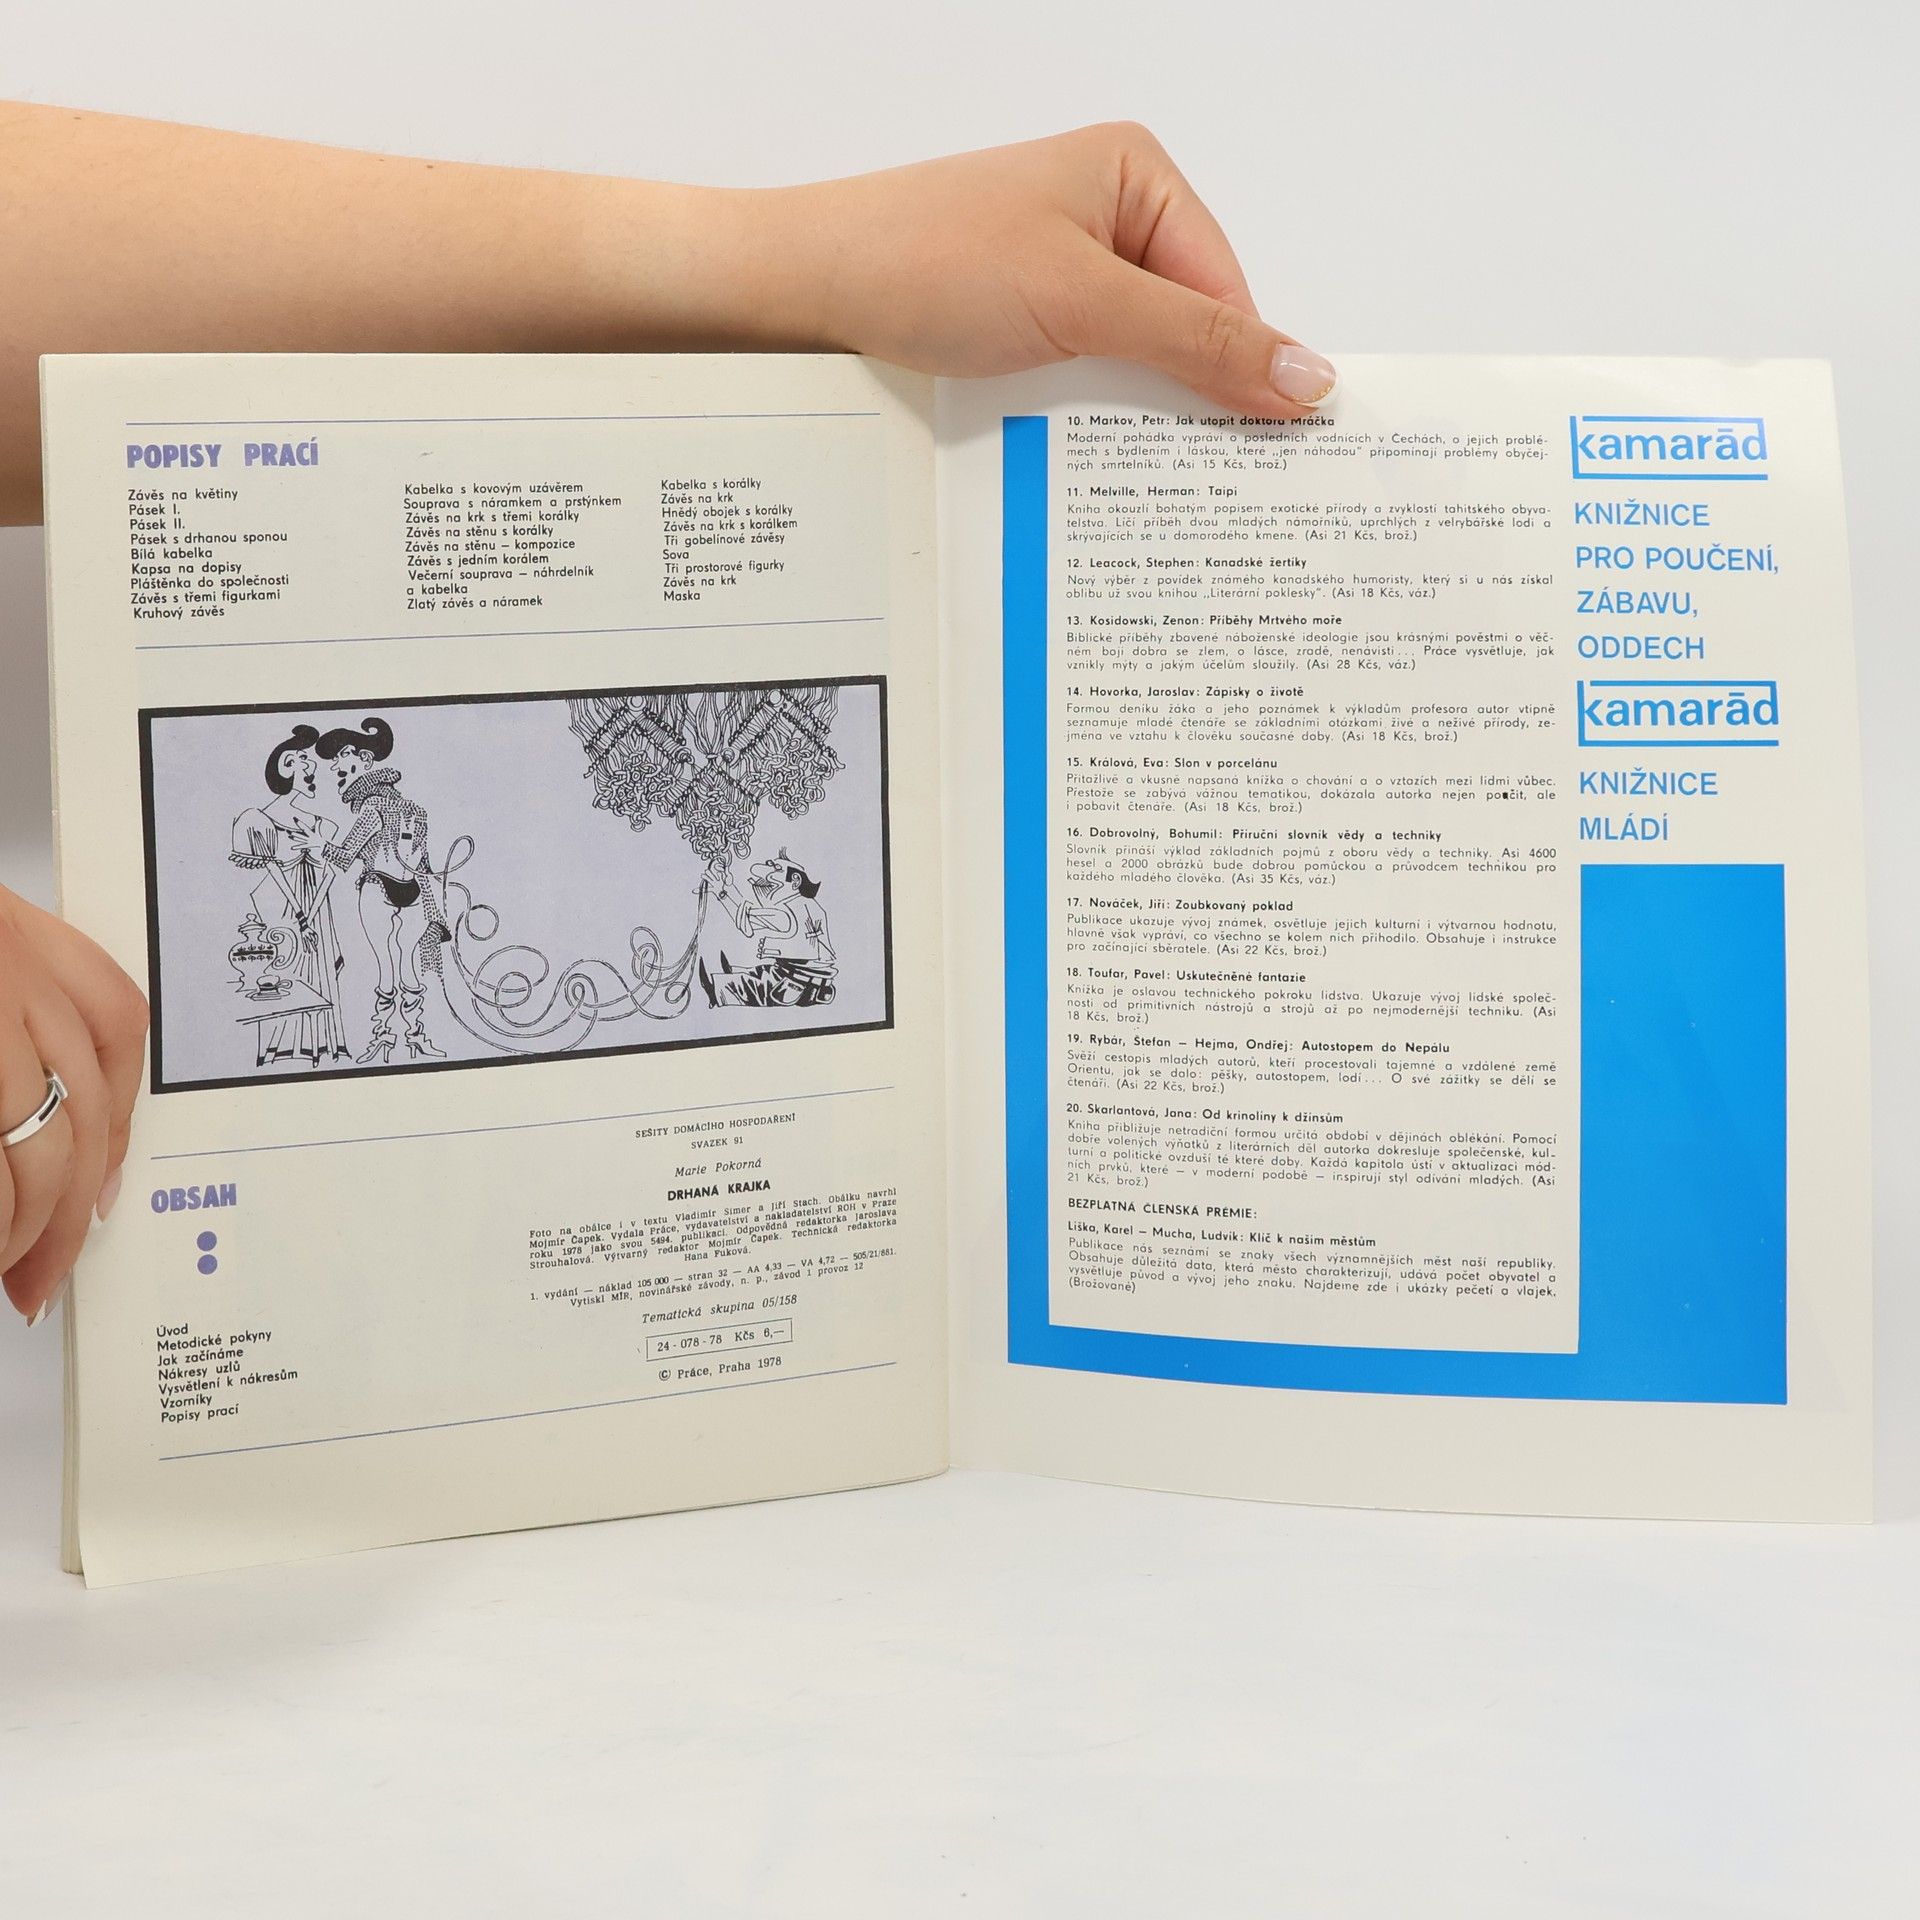 POPISY PRACÍ
Závěs na květiny
Pásek I.
Pásek II.
Pásek s drhanou sponou
Bílá kabelka
Kapsa na dopisy
Pláštěnka do společnosti
Závěs s třemi figurkami
Kruhový závěs
Kabelka s kovovým uzávěrem
Souprava s náramkem a prstýnkem
Závěs na krk s třemi korálky
Závěs na stěnu s korálky
Závěs na stěnu – kompozice
Závěs s jedním korálem
Večerní souprava – náhrdelník
a kabelka
Zlatý závěs a náramek
Kabelka s korálky
Závěs na krk
Hnědý obojek s korálky
Závěs na krk s korálkem
Tři gobelínové závěsy
Sova
Tři prostorové figurky
Závěs na krk
Maska
OBSAH
Úvod
Metodické pokyny
Jak začínáme
Nákresy uzlů
Vysvětlení k nákresům
Vzorníky
Popisy prací
SEŠITY DOMÁCÍHO HOSPODAŘENÍ
SVAZEK 91
Marie Pokorná
DRHANÁ KRAJKA
Foto na obálce i v textu Vladimír Šimer a Jiří Stach. Obálku navrhl
Mojmír Čapek. Vydala Práce, vydavatelství a nakladatelství ROH v Praze
roku 1978 jako svou 5494. publikaci. Odpovědná redaktorka Jaroslava
Strouhalová. Výtvarný redaktor Mojmír Čapek. Technická redaktorka
Hana Fuková.
1. vydání — náklad 105 000 — stran 32 — AA 4,33 — VA 4,72 — 505/21/881.
Vytiskl MÍR, novinářské závody, n. p., závod 1 provoz 12
Tematická skupina 05/158
24 - 078 - 78 Kčs 6,—
© Práce, Praha 1978
10. Markov, Petr: Jak utopit doktora Mráčka
Moderní pohádka vypráví o posledních vodnících v Čechách, o jejich problé-
mech s bydlením i láskou, které „jen náhodou" připomínají problémy obyčej-
ných smrtelníků. (Asi 15 Kčs, brož.)
11. Melville, Herman: Taipi
Kniha okouzlí bohatým popisem exotické přírody a zvyklostí tahitského obyva-
telstva. Líčí příběh dvou mladých námořníků, uprchlých z velrybářské lodi a
skrývajících se u domorodého kmene. (Asi 21 Kčs, brož.)
12. Leacock, Stephen: Kanadské žertíky
Nový výběr z povídek známého kanadského humoristy, který si u nás získal
oblibu už svou knihou „Literární poklesky". (Asi 18 Kčs, váz.)
13. Kosidowski, Zenon: Příběhy Mrtvého moře
Biblické příběhy zbavené náboženské ideologie jsou krásnými pověstmi o věč-
ném boji dobra se zlem, o lásce, zradě, nenávisti... Práce vysvětluje, jak
vznikly mýty a jakým účelům sloužily. (Asi 28 Kčs, váz.)
14. Hovorka, Jaroslav: Zápisky o životě
Formou deníku žáka a jeho poznámek k výkladům profesora autor vtipně
seznamuje mladé čtenáře se základními otázkami živé a neživé přírody, ze-
jména ve vztahu k člověku současné doby. (Asi 18 Kčs, brož.)
15. Králová, Eva: Slon v porcelánu
Přitažlivě a vkusně napsaná knížka o chování a o vztazích mezi lidmi vůbec.
Přestože se zabývá vážnou tematikou, dokázala autorka nejen poučit, ale
i pobavit čtenáře. (Asi 18 Kčs, brož.)
16. Dobrovolný, Bohumil: Příruční slovník vědy a techniky
Slovník přináší výklad základních pojmů z oboru vědy a techniky. Asi 4600
hesel a 2000 obrázků bude dobrou pomůckou a průvodcem technikou pro
každého mladého člověka. (Asi 35 Kčs, váz.)
17. Nováček, Jiří: Zoubkovaný poklad
Publikace ukazuje vývoj známek, osvětluje jejich kulturní i výtvarnou hodnotu,
hlavně však vypráví, co všechno se kolem nich přihodilo. Obsahuje i instrukce
pro začínající sběratele. (Asi 22 Kčs, brož.)
18. Toufar, Pavel: Uskutečněné fantazie
Knížka je oslavou technického pokroku lidstva. Ukazuje vývoj lidské společ-
nosti od primitivních nástrojů a strojů až po nejmodernější techniku. (Asi
18 Kčs, brož.)
19. Rybár, Štefan – Hejma, Ondřej: Autostopem do Nepálu
Svěží cestopis mladých autorů, kteří procestovali tajemné a vzdálené země
Orientu, jak se dalo: pěšky, autostopem, lodí... O své zážitky se dělí se
čtenáři. (Asi 22 Kčs, brož.)
20. Skarlantová, Jana: Od krinolíny k džínsům
Kniha přibližuje netradiční formou určitá období v dějinách oblékání. Pomocí
dobře volených výňatků z literárních děl autorka dokresluje společenské, kul-
turní a politické ovzduší té které doby. Každá kapitola ústí v aktualizaci mód-
ních prvků, které – v moderní podobě – inspirují styl odívání mladých. (Asi
21 Kčs, brož.)
BEZPLATNÁ ČLENSKÁ PRÉMIE:
Liška, Karel – Mucha, Ludvík: Klíč k našim městům
Publikace nás seznámí se znaky všech významnějších měst naší republiky.
Obsahuje důležitá data, která město charakterizují, udává počet obyvatel a
vysvětluje původ a vývoj jeho znaku. Najdeme zde i ukázky pečetí a vlajek.
(Brožované)
kamarād
KNIŽNICE
PRO POUČENÍ,
ZÁBAVU,
ODDECH
kamarād
KNIŽNICE
MLÁDÍ